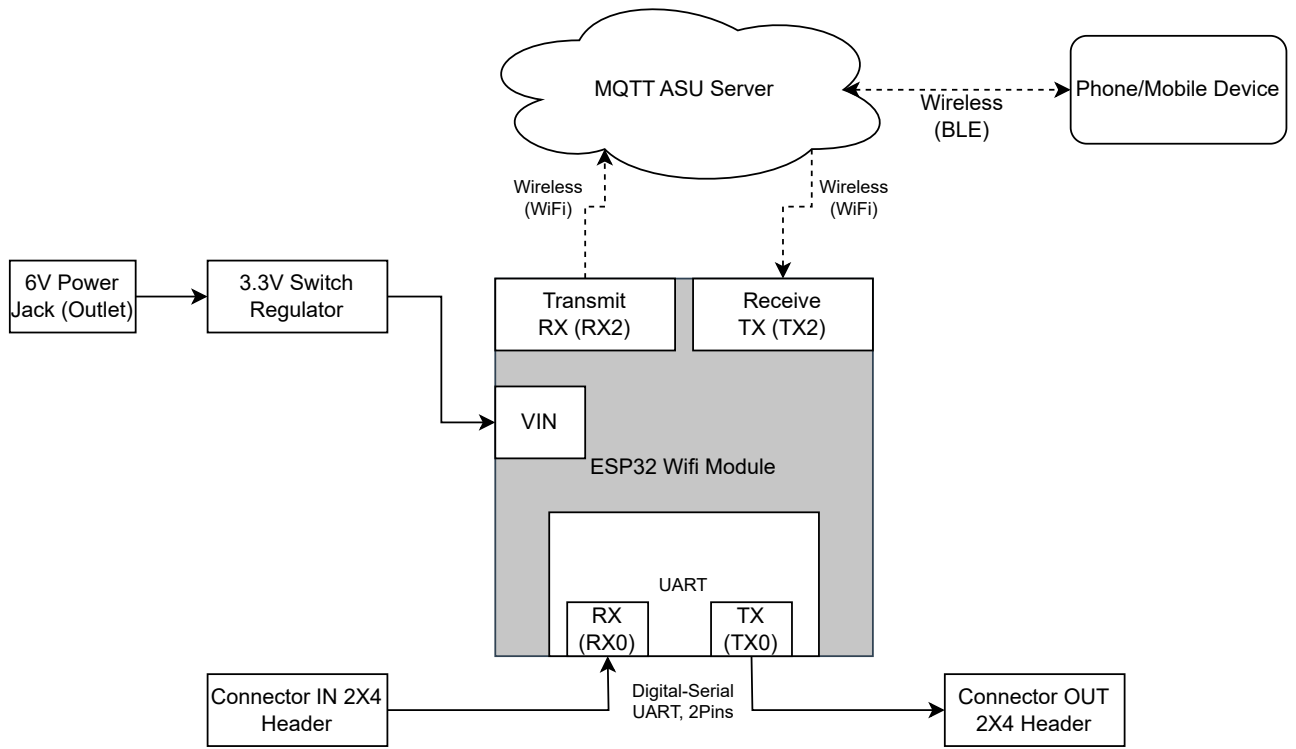 MQTT ASU Server
Wireless
(BLE)
Phone/Mobile Device
Wireless
(WiFi)
Wireless
(WiFi)
6V Power
Jack (Outlet)
3.3V Switch
Regulator
Transmit
RX (RX2)
Receive
TX (TX2)
VIN
ESP32 Wifi Module
UART
RX
(RX0)
TX
(TX0)
Connector IN 2X4
Header
Digital-Serial
UART, 2Pins
Connector OUT
2X4 Header